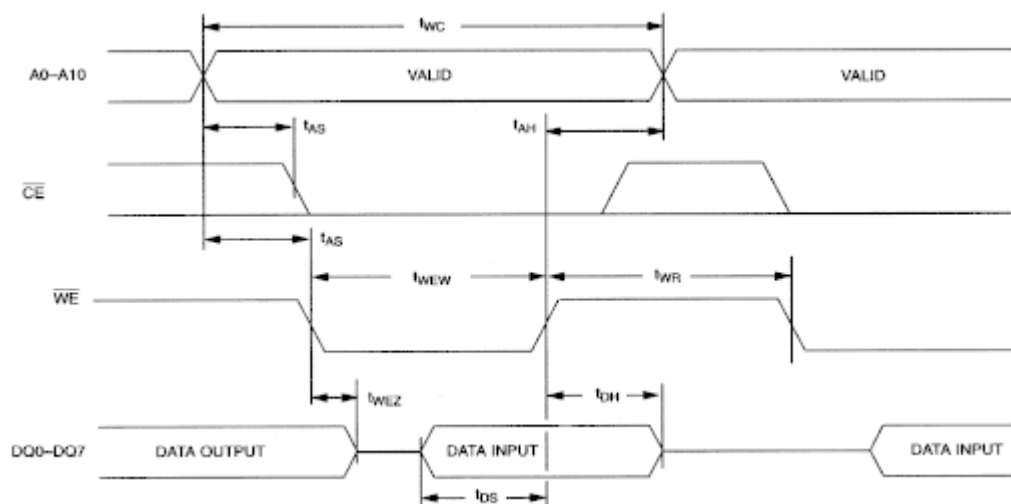 tWC
A0–A10
VALID
VALID
tAS
tAH
CE
tAS
tWEW
tWR
WE
tWEZ
tDH
DQ0–DQ7
DATA OUTPUT
DATA INPUT
DATA INPUT
tDS